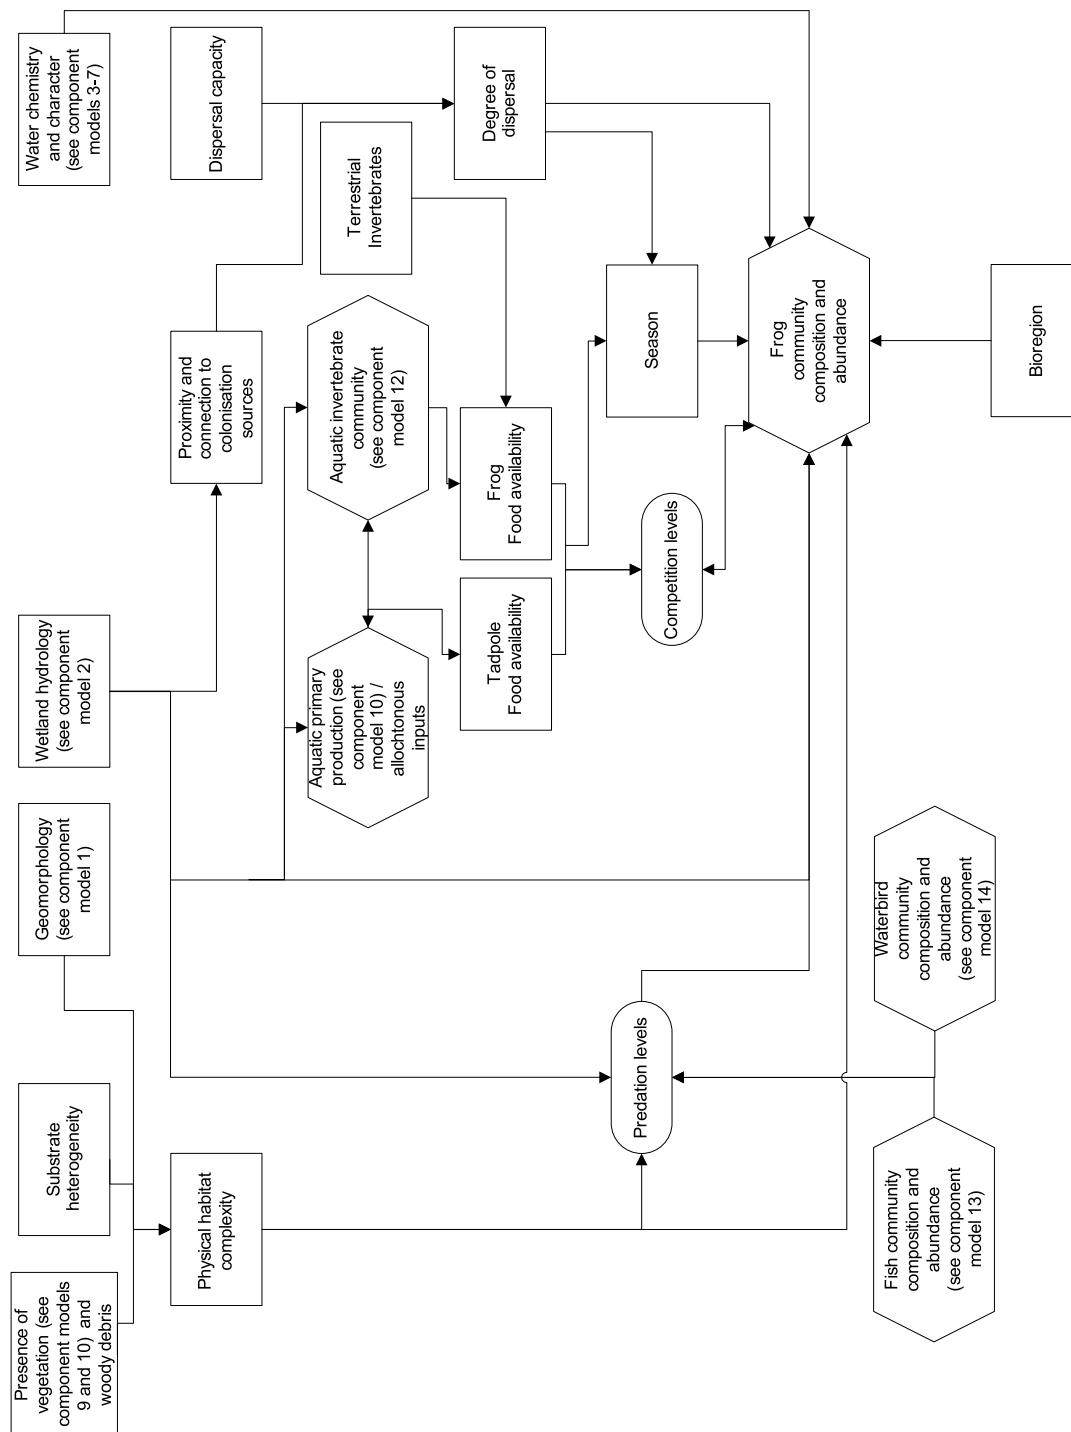 Presence of
vegetation (see
component models
9 and 10)  and
woody debris
Substrate
heterogeneity
Geomorphology
(see component
model 1)
Wetland hydrology
(see component
model 2)
Water chemistry
and character
(see component
models 3-7)
Physical habitat
complexity
Proximity and
connection to
colonisation
sources
Dispersal capacity
Aquatic primary
production (see
component
model 10) /
allochtonous
inputs
Aquatic invertebrate
community
(see component
model 12)
Terrestrial
Invertebrates
Tadpole
Food availability
Frog
Food availability
Degree of
dispersal
Predation levels
Competition levels
Season
Frog
community
composition and
abundance
Fish community
composition and
abundance
(see component
model 13)
Waterbird
community
composition and
abundance
(see component
model 14)
Bioregion